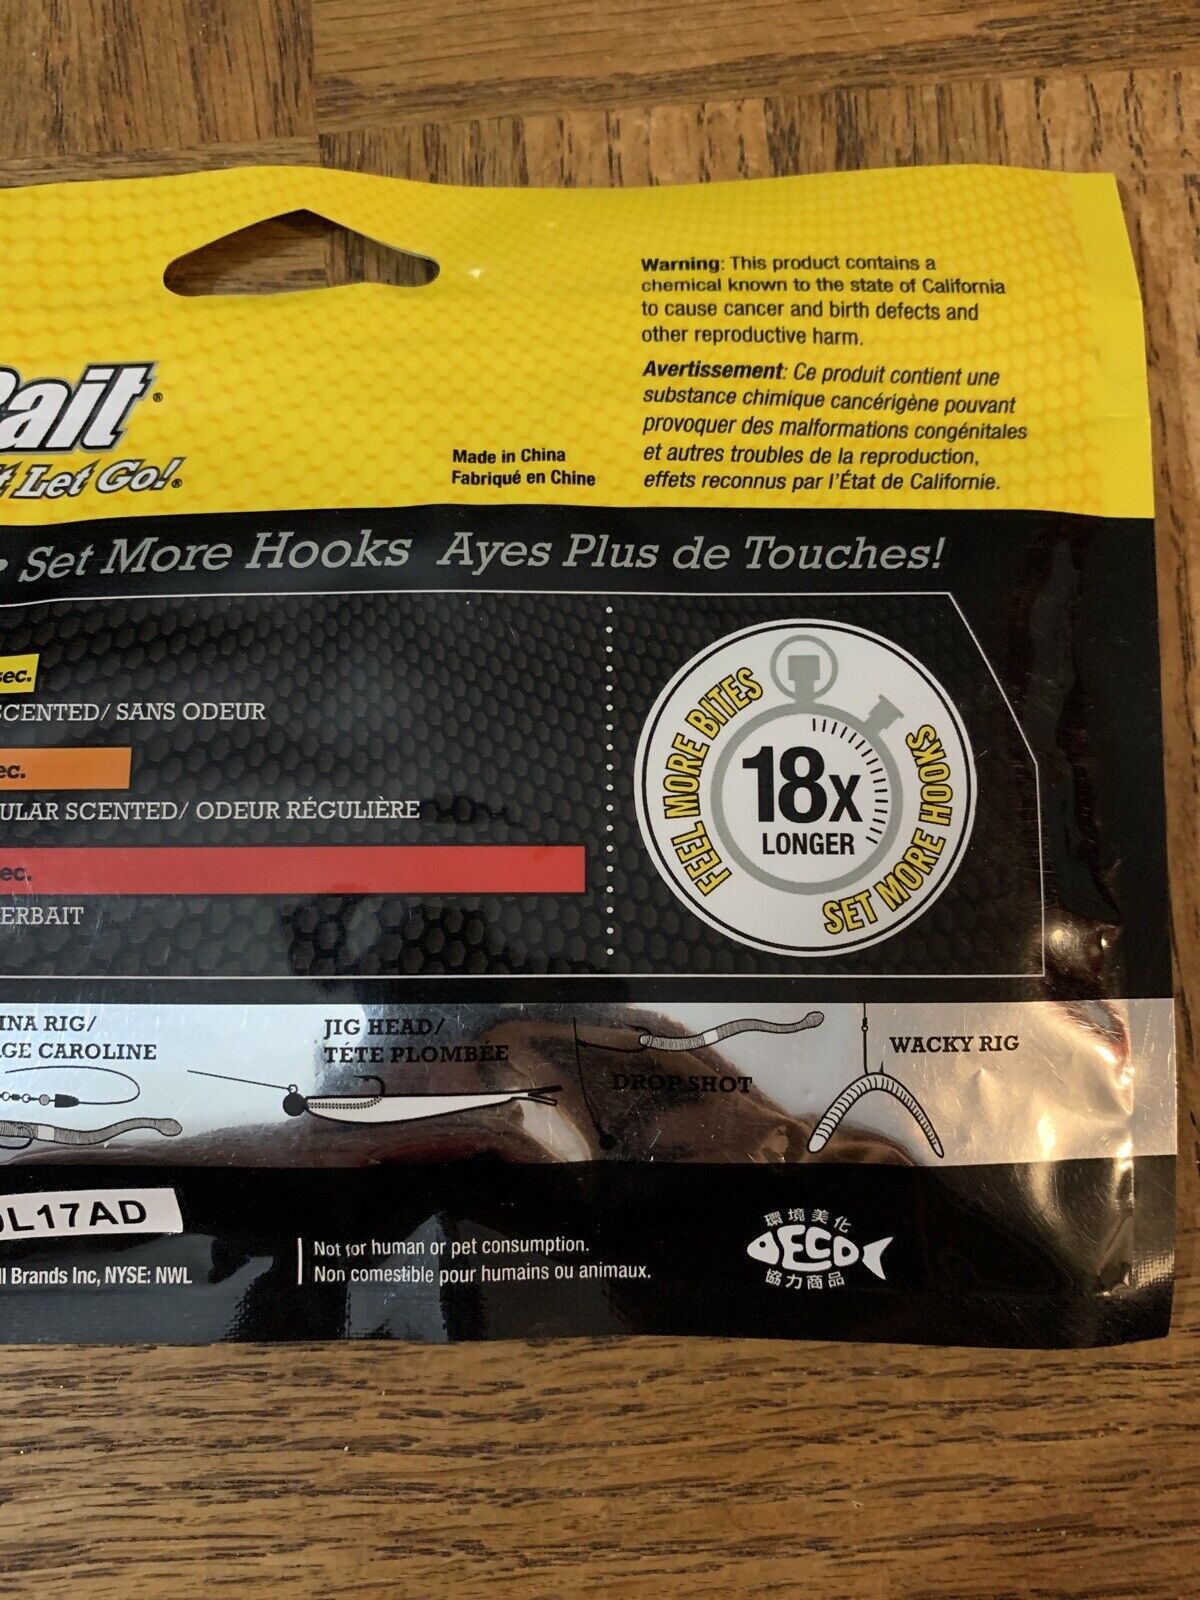 Warning: This product contains a
chemical known to the state of California
to cause cancer and birth defects and
other reproductive harm.
Avertissement: Ce produit contient une
substance chimique cancérigène pouvant
provoquer des malformations congénitales
et autres troubles de la reproduction,
effets reconnus par l'État de Californie.
Bait®
Let Go!®
Made in China
Fabriqué en Chine
• Set More Hooks Ayes Plus de Touches!
sec.
SCENTED/ SANS ODEUR
ec.
ULAR SCENTED/ ODEUR RÉGULIÈRE
ec.
ERBAIT
FEEL MORE BITES
18x
LONGER
SET MORE HOOKS
INA RIG/
GE CAROLINE
JIG HEAD/
TÉTE PLOMBÉE
DROP SHOT
WACKY RIG
L17AD
ll Brands Inc, NYSE: NWL
Not for human or pet consumption.
Non comestible pour humains ou animaux.
環境美化
ECO
協力商品